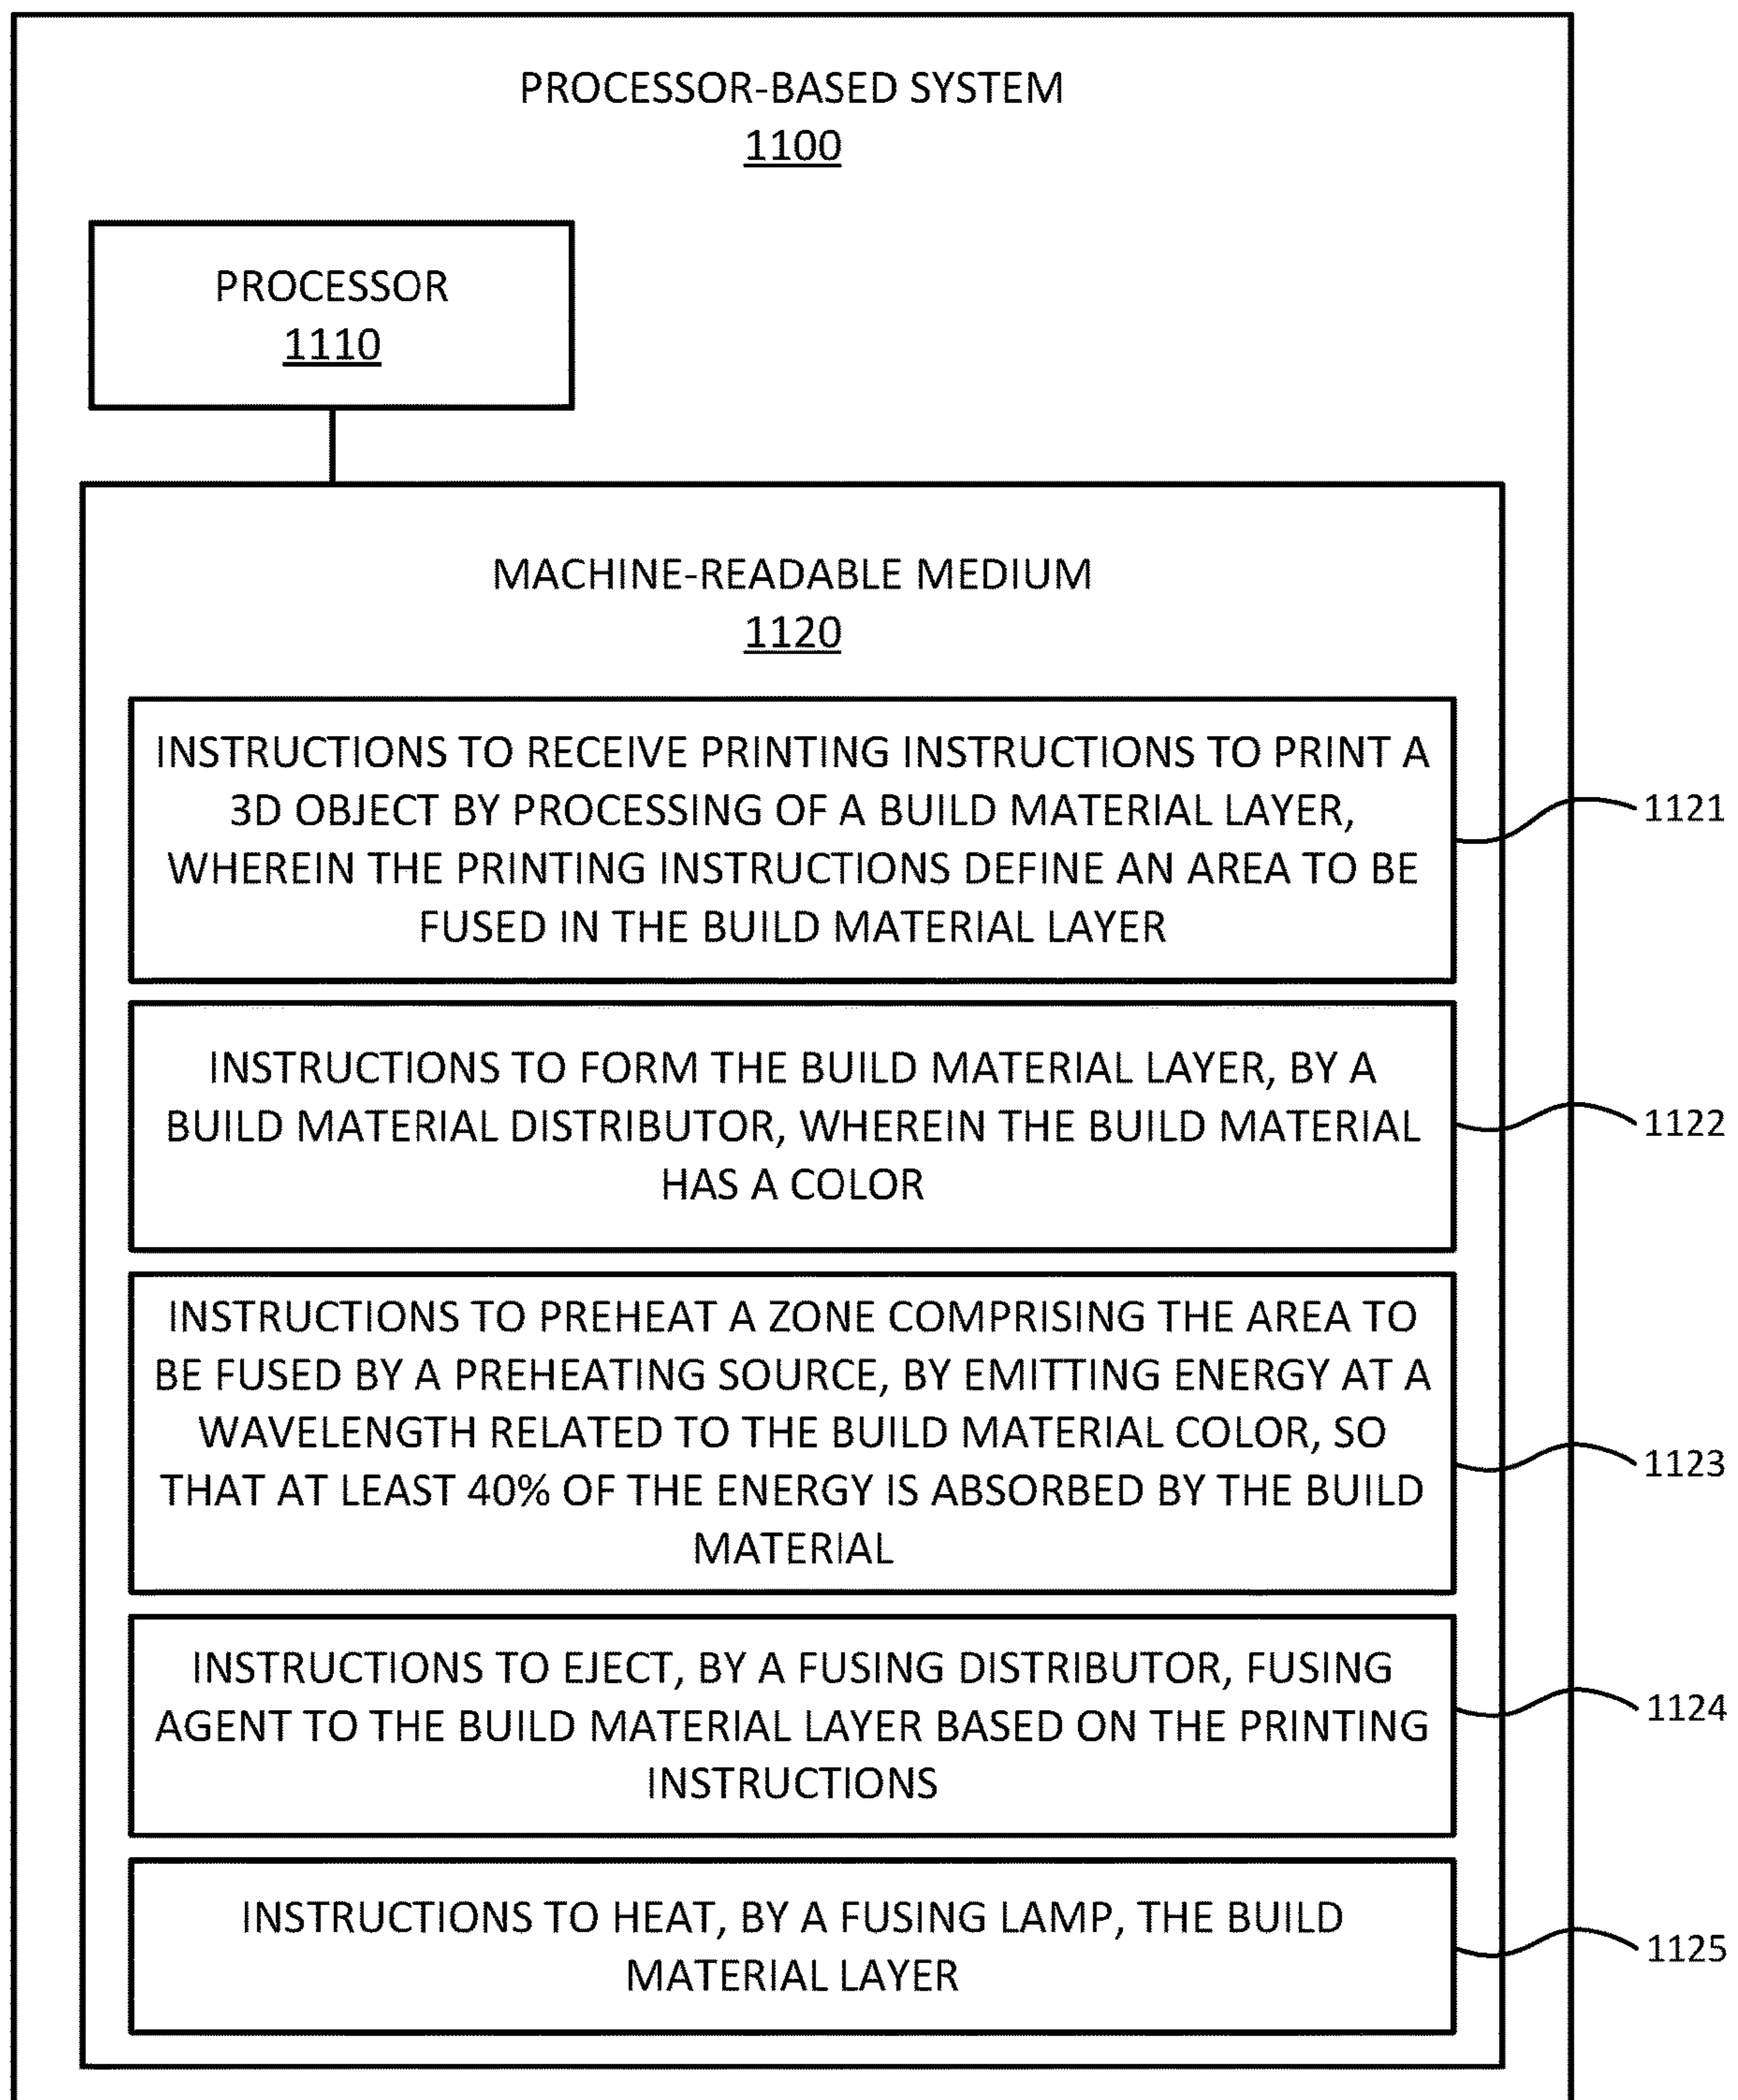 PROCESSOR-BASED SYSTEM
1100
PROCESSOR
1110
MACHINE-READABLE MEDIUM
1120
INSTRUCTIONS TO RECEIVE PRINTING INSTRUCTIONS TO PRINT A
3D OBJECT BY PROCESSING OF A BUILD MATERIAL LAYER,
WHEREIN THE PRINTING INSTRUCTIONS DEFINE AN AREA TO BE
FUSED IN THE BUILD MATERIAL LAYER
1121
INSTRUCTIONS TO FORM THE BUILD MATERIAL LAYER, BY A
BUILD MATERIAL DISTRIBUTOR, WHEREIN THE BUILD MATERIAL
HAS A COLOR
1122
INSTRUCTIONS TO PREHEAT A ZONE COMPRISING THE AREA TO
BE FUSED BY A PREHEATING SOURCE, BY EMITTING ENERGY AT A
WAVELENGTH RELATED TO THE BUILD MATERIAL COLOR, SO
THAT AT LEAST 40% OF THE ENERGY IS ABSORBED BY THE BUILD
MATERIAL
1123
INSTRUCTIONS TO EJECT, BY A FUSING DISTRIBUTOR, FUSING
AGENT TO THE BUILD MATERIAL LAYER BASED ON THE PRINTING
INSTRUCTIONS
1124
INSTRUCTIONS TO HEAT, BY A FUSING LAMP, THE BUILD
MATERIAL LAYER
1125